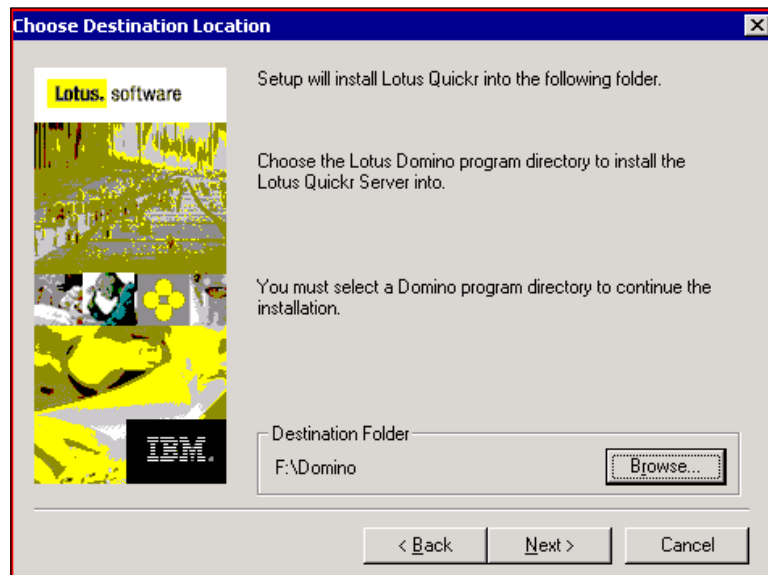 Choose Destination Location
Lotus. software
Setup will install Lotus Quickr into the following folder.
Choose the Lotus Domino program directory to install the
Lotus Quickr Server into.
You must select a Domino program directory to continue the
installation.
IBM.
Destination Folder
F:\Domino
Browse...
< Back
Next >
Cancel